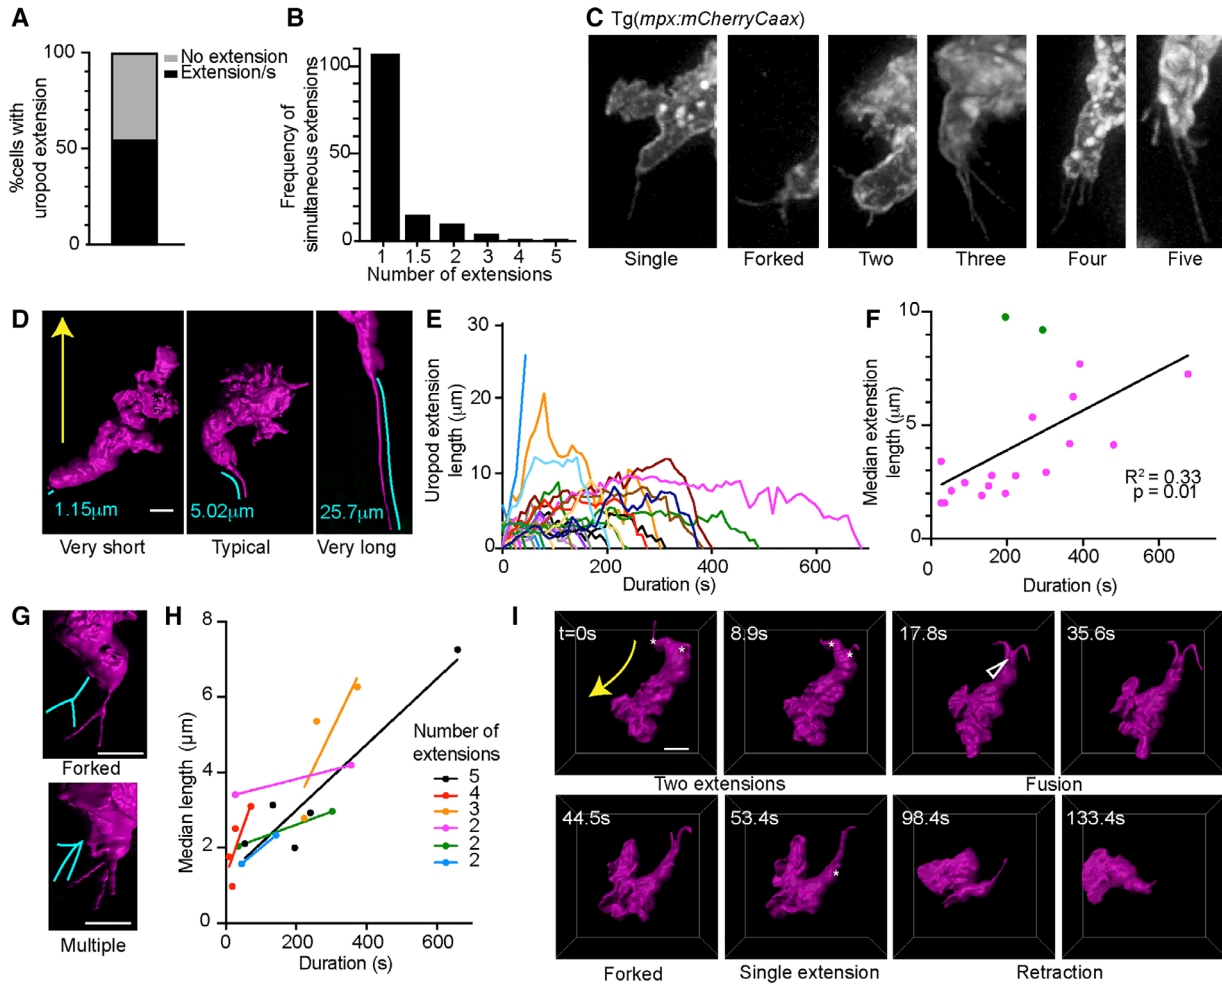 A
100
50
0
%cells with
uropod extension
No extension
Extension/s
B
Frequency of
simultaneous extensions
100
50
0
1 1.5 2 3 4 5
Number of extensions
C Tg(mpx:mCherryCaax)
Single Forked Two Three Four Five
D
1.15μm 5.02μm 25.7μm
Very short Typical Very long
E
Uropod extension
length (μm)
30
20
10
0
0 200 400 600
Duration (s)
F
Median extenstion
length (μm)
10
5
0
0 200 400 600
R² = 0.33
p = 0.01
Duration (s)
G
Forked
Multiple
H
Median length (μm)
8
6
4
2
0
0 200 400 600
Duration (s)
Number of
extensions
5
4
3
2
2
2
I
t=0s 8.9s 17.8s 35.6s
* * * *
Two extensions Fusion
44.5s 53.4s 98.4s 133.4s
*
Forked Single extension Retraction